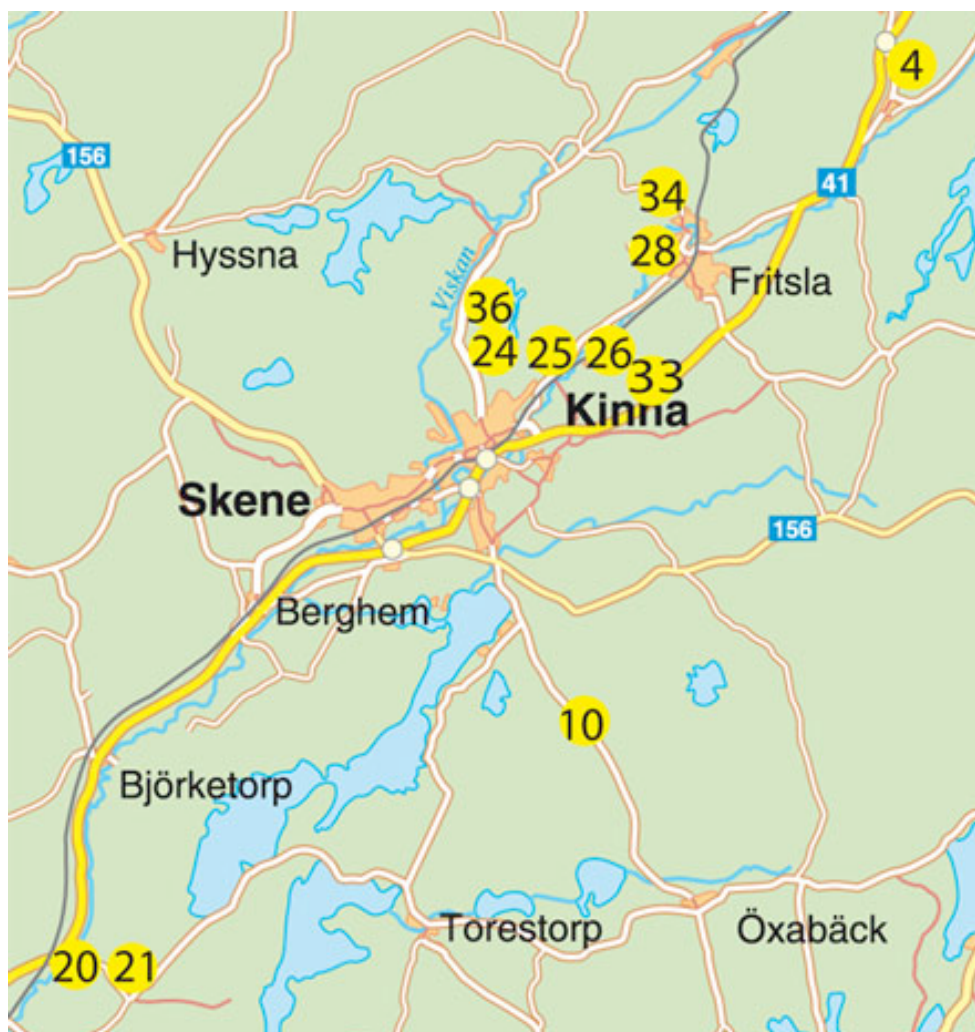 4
156
41
34
Hyssna
28
Fritsla
Viskan
36
24
25
26
33
Kinna
Skene
156
Berghem
10
Björketorp
Torestorp
Öxabäck
20
21